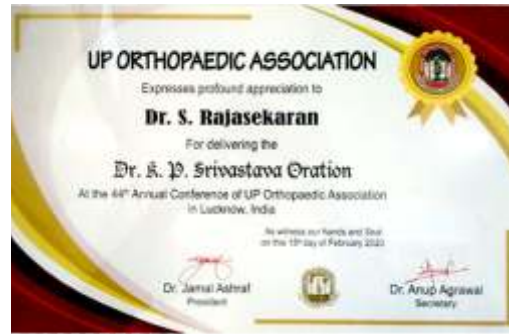 UP ORTHOPAEDIC ASSOCIATION
Expresses profound appreciation to
Dr. S. Rajasekaran
For delivering the
Dr. K. P. Srivastava Oration
At the 44th Annual Conference of UP Orthopaedic Association
in Lucknow, India
As witness our hands and Seal
on the day of February 2020
Dr. Jamal Ashraf
President
Dr. Anup Agrawal
Secretary